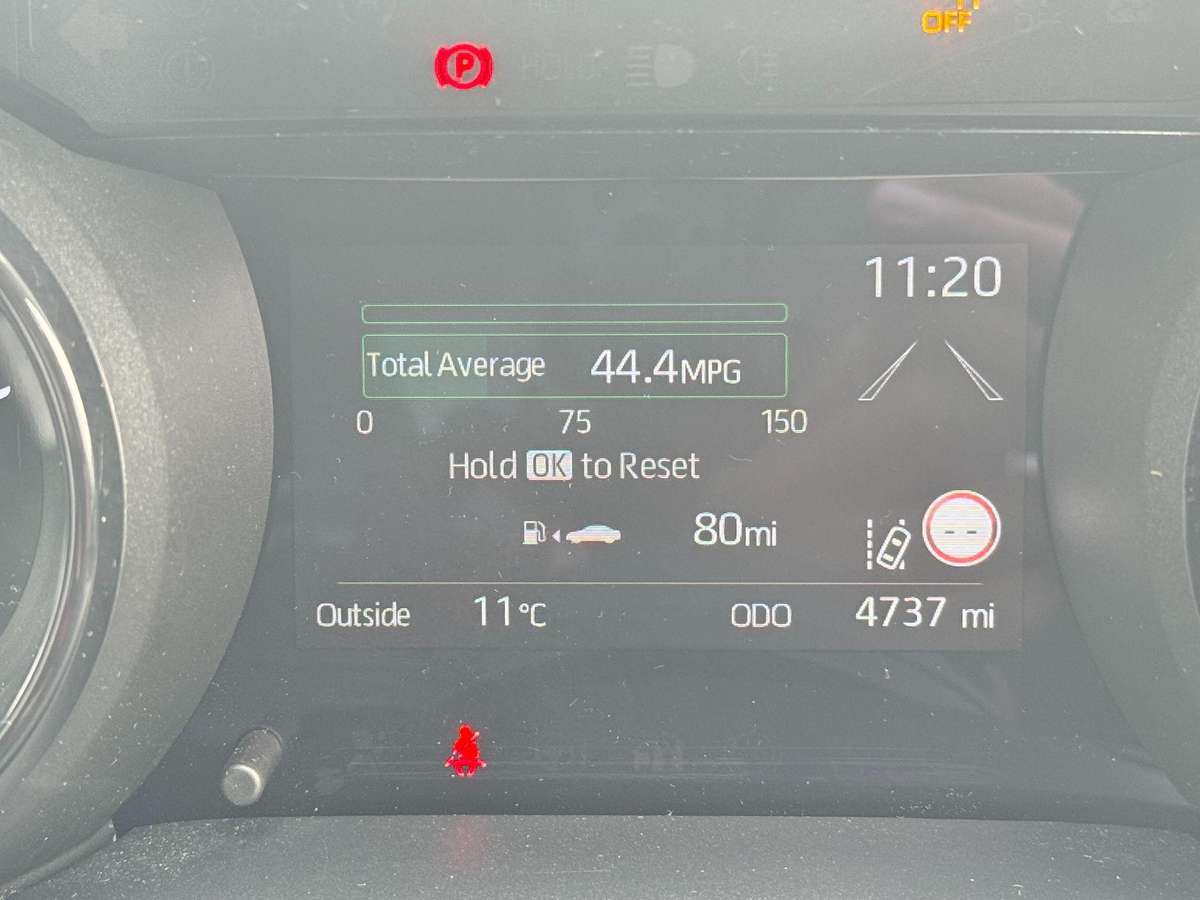 OFF
P
11:20
Total Average 44.4MPG
0 75 150
Hold OK to Reset
80mi
--
Outside 11°C ODO 4737 mi